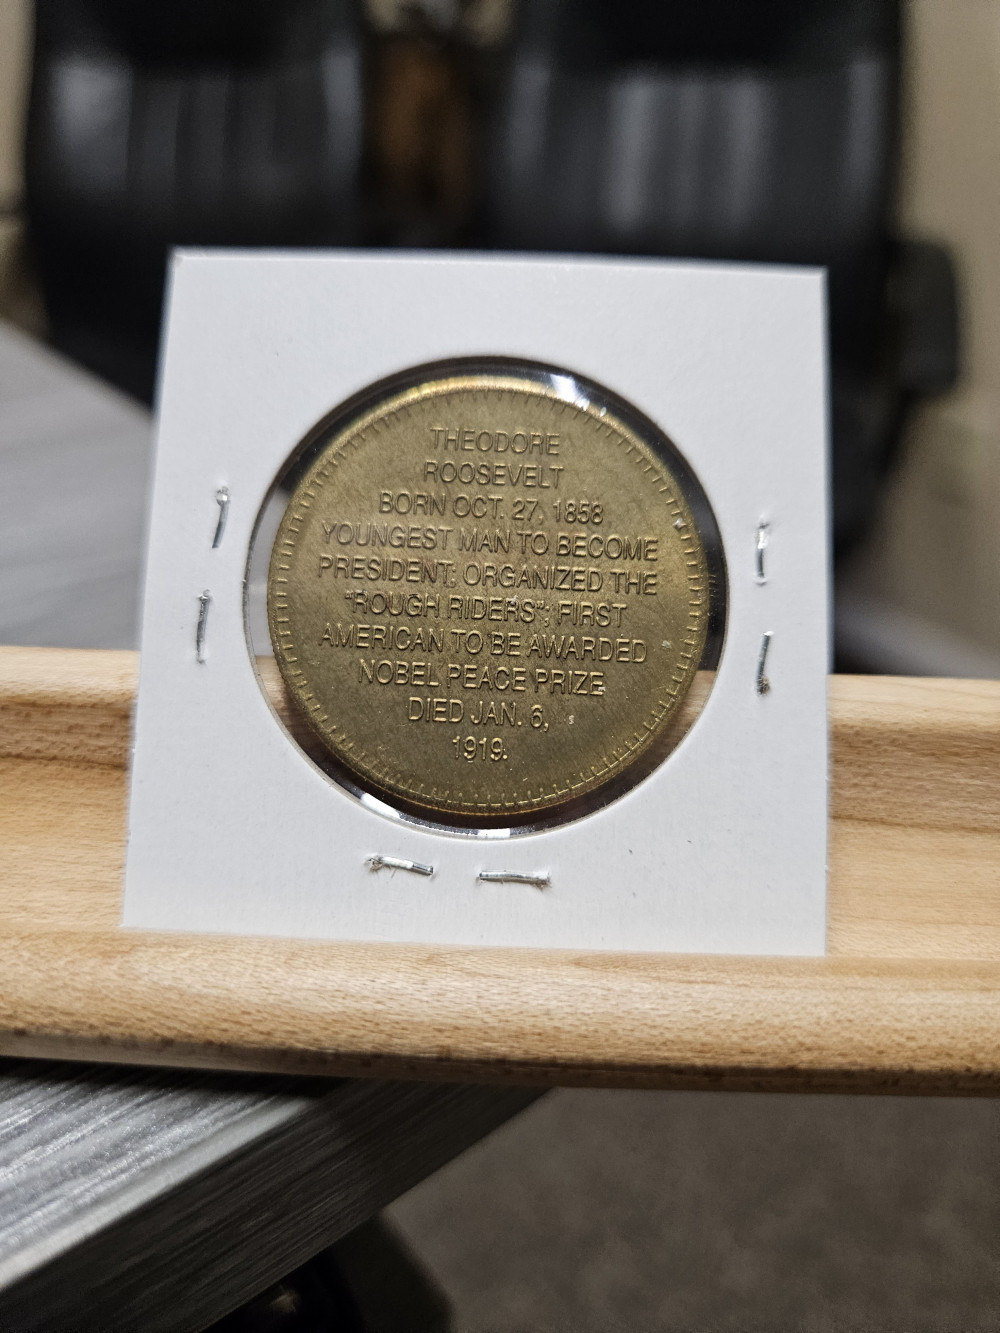 THEODORE
ROOSEVELT
BORN OCT. 27, 1858
YOUNGEST MAN TO BECOME
PRESIDENT; ORGANIZED THE
"ROUGH RIDERS"; FIRST
AMERICAN TO BE AWARDED
NOBEL PEACE PRIZE
DIED JAN. 6,
1919.